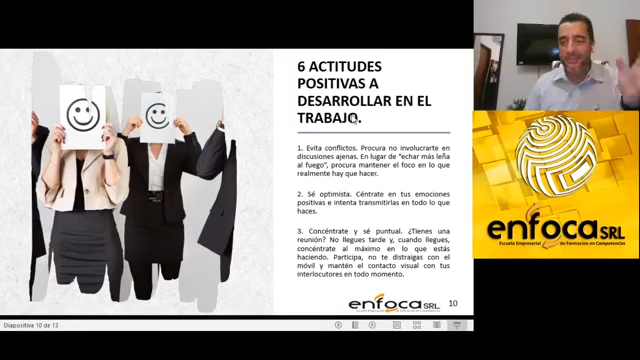 6 ACTITUDES
POSITIVAS A
DESARROLLAR EN EL
TRABAJO.
1. Evita conflictos. Procura no involucrarte en
discusiones ajenas. En lugar de "echar más leña
al fuego", procura mantener el foco en lo que
realmente hay que hacer.
2. Sé optimista. Céntrate en tus emociones
positivas e intenta transmitirlas en todo lo que
haces.
3. Concéntrate y sé puntual. ¿Tienes una
reunión? No llegues tarde y, cuando llegues,
concéntrate al máximo en lo que estás
haciendo. Participa, no te distraigas con el
móvil y mantén el contacto visual con tus
interlocutores en todo momento.
enfoca SRL
10
Diapositiva 10 de 13
enfoca SRL
Escuela Empresarial de Formación en Competencias